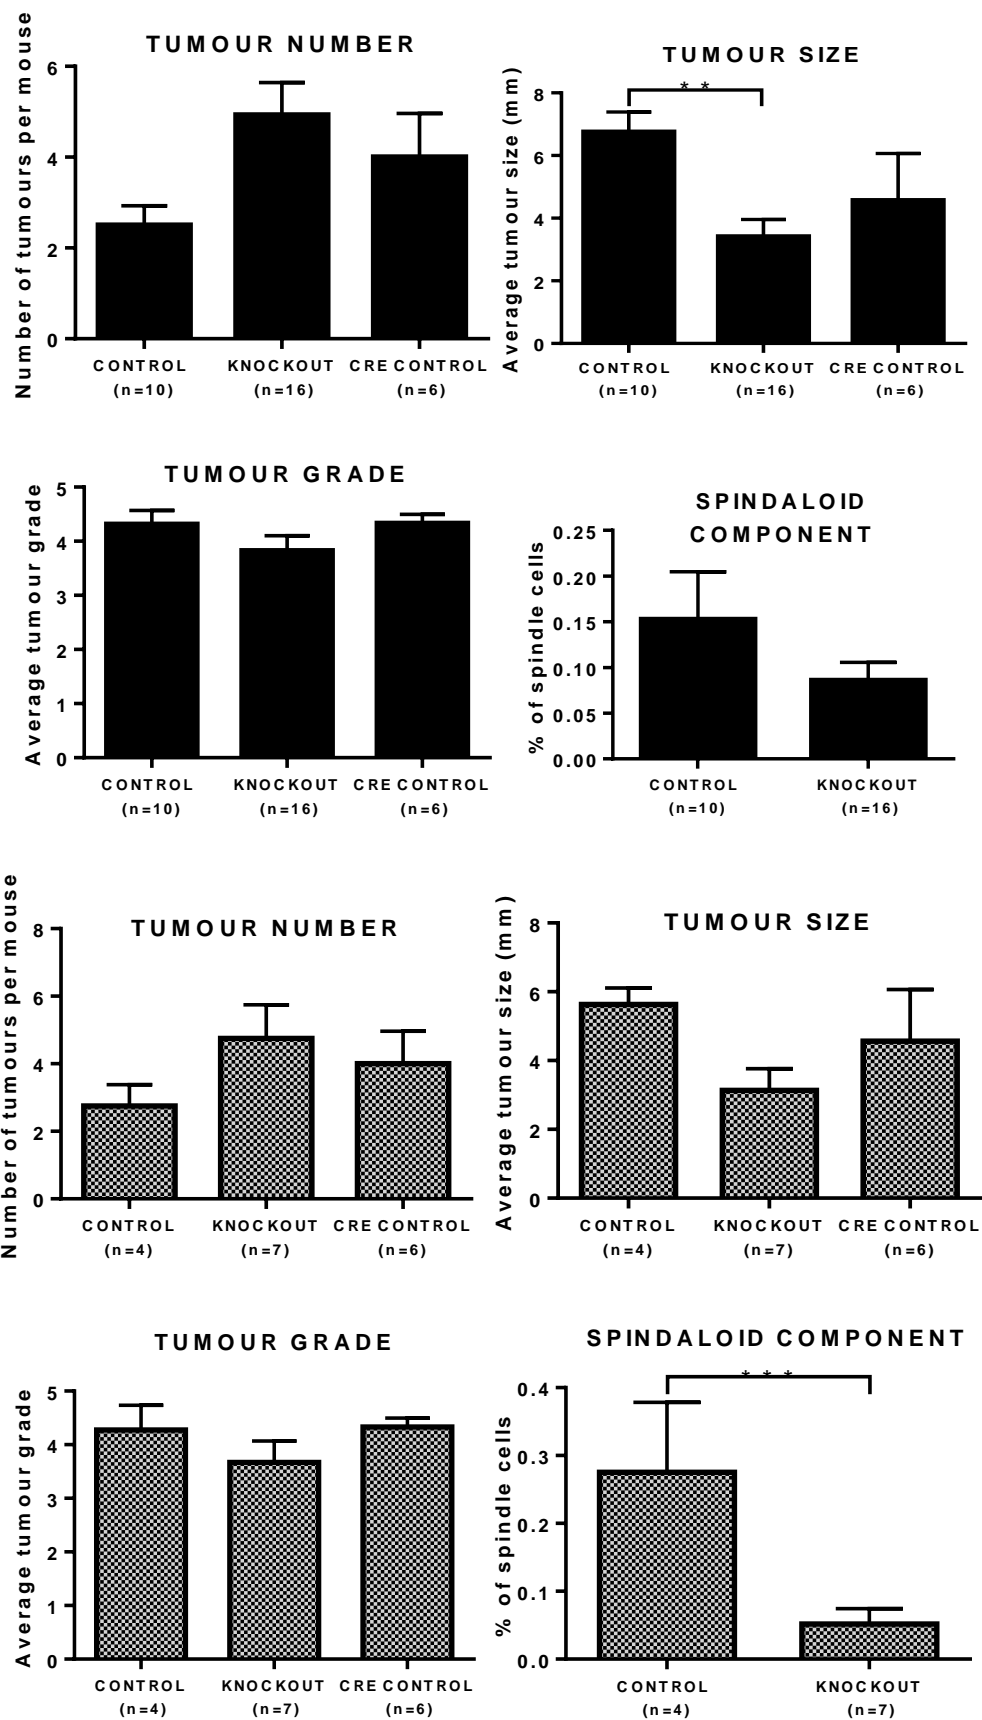 TUMOUR NUMBER
Number of tumours per mouse
6
4
2
0
CONTROL KNOCKOUT CRE CONTROL
(n=10) (n=16) (n=6)
TUMOUR SIZE
Average tumour size (mm)
* *
8
6
4
2
0
CONTROL KNOCKOUT CRE CONTROL
(n=10) (n=16) (n=6)
TUMOUR GRADE
Average tumour grade
5
4
3
2
1
0
CONTROL KNOCKOUT CRE CONTROL
(n=10) (n=16) (n=6)
SPINDALOID
COMPONENT
% of spindle cells
0.25
0.20
0.15
0.10
0.05
0.00
CONTROL KNOCKOUT
(n=10) (n=16)
TUMOUR NUMBER
Number of tumours per mouse
8
6
4
2
0
CONTROL KNOCKOUT CRE CONTROL
(n=4) (n=7) (n=6)
TUMOUR SIZE
Average tumour size (mm)
8
6
4
2
0
CONTROL KNOCKOUT CRE CONTROL
(n=4) (n=7) (n=6)
TUMOUR GRADE
Average tumour grade
5
4
3
2
1
0
CONTROL KNOCKOUT CRE CONTROL
(n=4) (n=7) (n=6)
SPINDALOID COMPONENT
% of spindle cells
* * *
0.4
0.3
0.2
0.1
0.0
CONTROL KNOCKOUT
(n=4) (n=7)